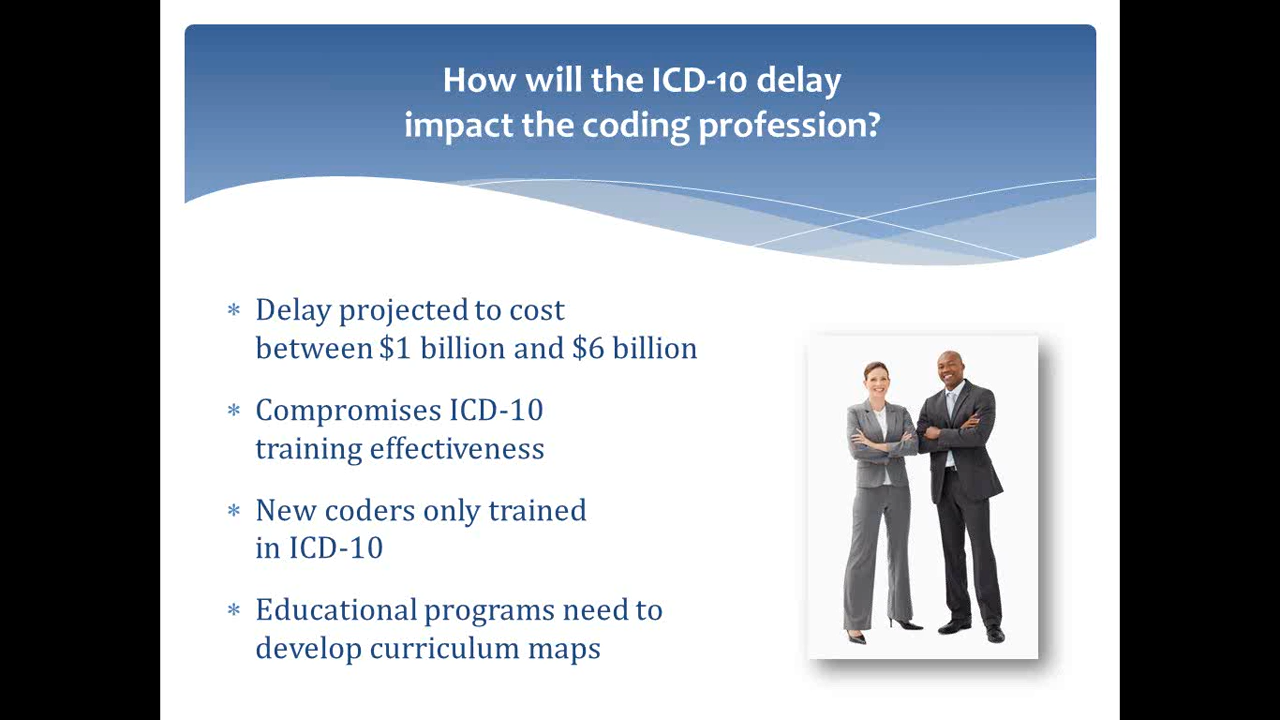 How will the ICD-10 delay
impact the coding profession?
* Delay projected to cost
between $1 billion and $6 billion
* Compromises ICD-10
training effectiveness
* New coders only trained
in ICD-10
* Educational programs need to
develop curriculum maps